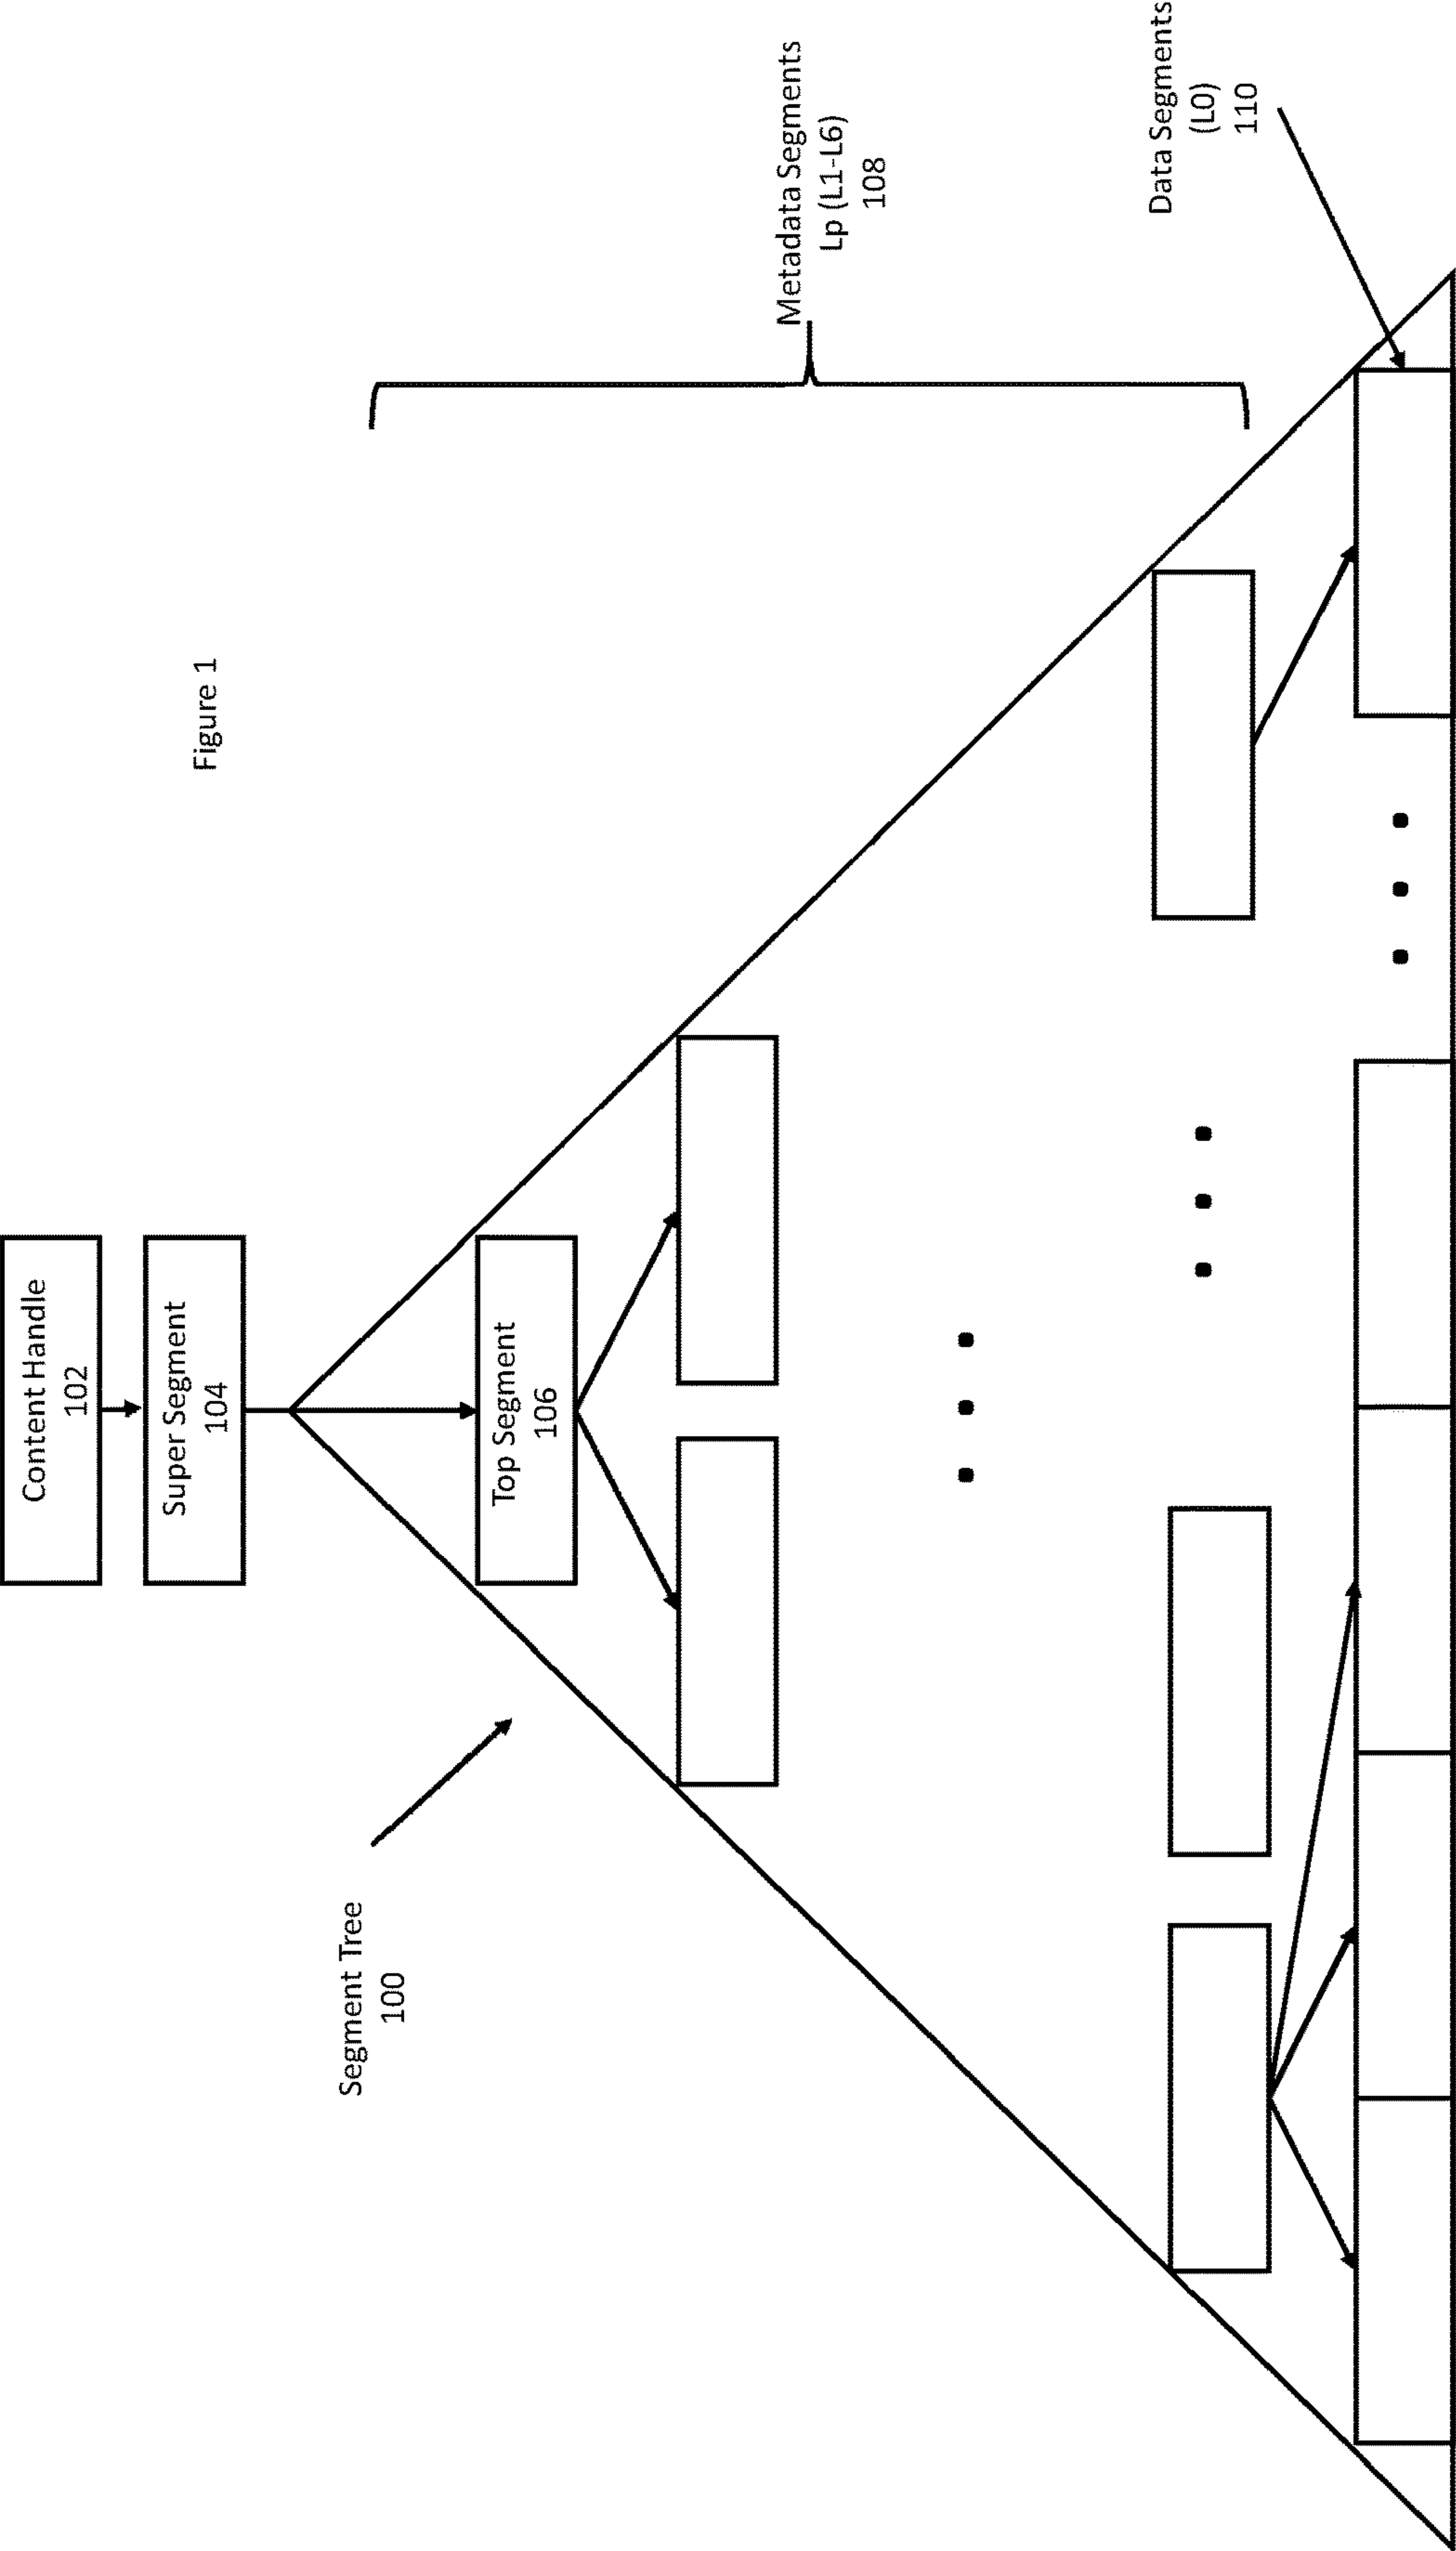 Figure 1
Content Handle
102
Super Segment
104
Segment Tree
100
Top Segment
106
Metadata Segments
Lp (L1-L6)
108
Data Segments
(L0)
110